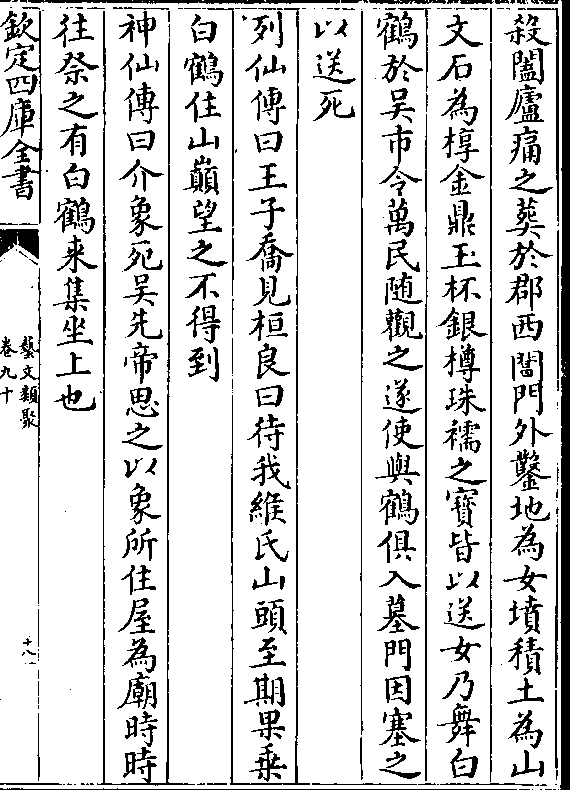 殺闔廬痛之葬於郡西閶門外鑿地為女墳積土為山
文石為椁金鼎玉杯銀樽珠襦之寳皆以送女乃舞白
鶴於吴市令萬民随觀之遂使與鶴俱入墓門因塞之
以送死
列仙傳曰王子喬見桓良曰待我緱氏山頭至期果乗
白鶴住山巔望之不得到
神仙傳曰介象死吴先帝思之以象所住屋為廟時時
往祭之有白鶴来集坐上也
欽定四庫全書
藝文類聚
卷九十
十八